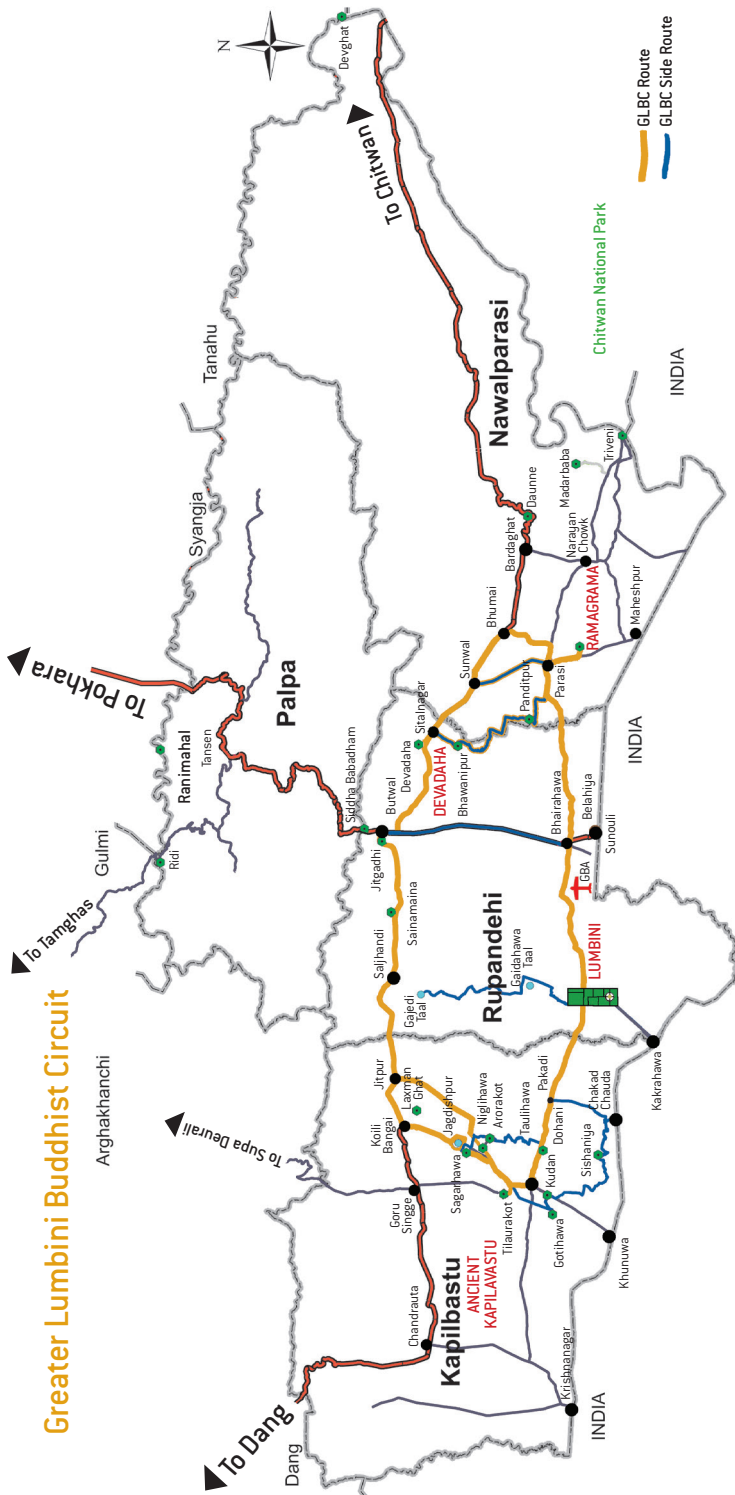 Greater Lumbini Buddhist Circuit
N
Devghat
To Chitwan
GLBC Route
GLBC Side Route
Chitwan National Park
Tanahu
Syangja
To Pokhara
Palpa
Ranimahal
Tansen
Gulmi
Ridi
To Tamghas
Arghakhanchi
To Supa Deurali
To Dang
Dang
Nawalparasi
INDIA
Triveni
Madarbaba
Daunne
Bardaghat
Narayan
Chowk
Bhumai
RAMAGRAMA
Maheshpur
Sunwal
Parasi
Panditpur
Sitalnagar
Devadaha
DEVADAHA
Bhawanipur
INDIA
Siddha Babadham
Butwal
Jitgadhi
Bhairahawa
Belahiya
Sunouli
GBA
Sainamaina
Saljhandi
Rupandehi
Gaidahawa
Taal
Gajedi
Taal
LUMBINI
Jitpur
Laxman
Ghat
Koili
Bangai
Jagdishpur
Niglihawa
Arorakot
Sagarhawa
Taulihawa
Pakadi
Dohani
Chakad
Chauda
Kakrahawa
Goru
Singge
Tilaurakot
Kudan
Sishaniya
Gotihawa
Khunuwa
Chandrauta
Kapilbastu
ANCIENT
KAPILAVASTU
Krishnanagar
INDIA